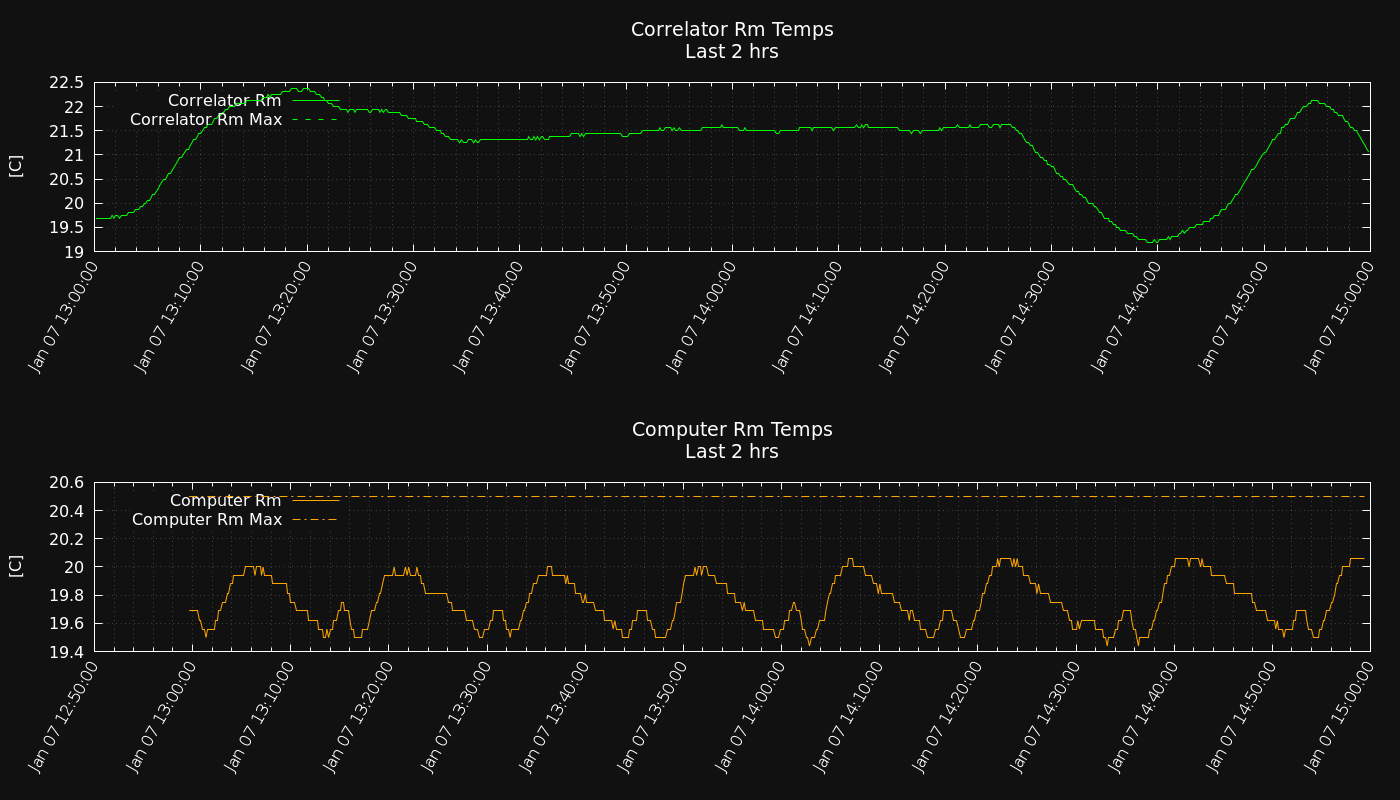 Correlator Rm Temps
Last 2 hrs
22.5
22
21.5
21
20.5
20
19.5
19
[C]
Correlator Rm
Correlator Rm Max
Jan 07 13:00:00
Jan 07 13:10:00
Jan 07 13:20:00
Jan 07 13:30:00
Jan 07 13:40:00
Jan 07 13:50:00
Jan 07 14:00:00
Jan 07 14:10:00
Jan 07 14:20:00
Jan 07 14:30:00
Jan 07 14:40:00
Jan 07 14:50:00
Jan 07 15:00:00
Computer Rm Temps
Last 2 hrs
20.6
20.4
20.2
20
19.8
19.6
19.4
[C]
Computer Rm
Computer Rm Max
Jan 07 12:50:00
Jan 07 13:00:00
Jan 07 13:10:00
Jan 07 13:20:00
Jan 07 13:30:00
Jan 07 13:40:00
Jan 07 13:50:00
Jan 07 14:00:00
Jan 07 14:10:00
Jan 07 14:20:00
Jan 07 14:30:00
Jan 07 14:40:00
Jan 07 14:50:00
Jan 07 15:00:00